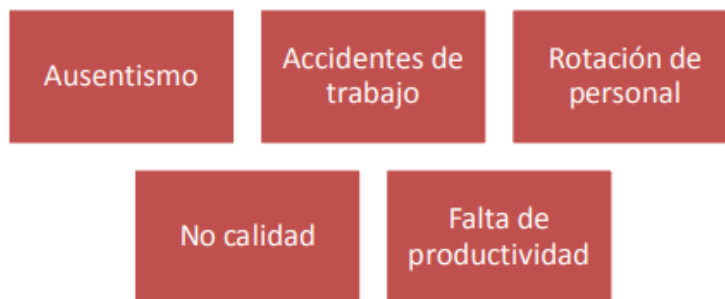 Ausentismo
Accidentes de
trabajo
Rotación de
personal
No calidad
Falta de
productividad